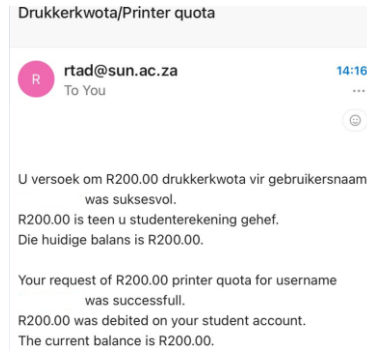 Drukkerkwota/Printer quota
R
rtad@sun.ac.za
14:16
To You
...
U versoek om R200.00 drukkerkwota vir gebruikersnaam
was suksesvol.
R200.00 is teen u studenterekening gehef.
Die huidige balans is R200.00.
Your request of R200.00 printer quota for username
was successfull.
R200.00 was debited on your student account.
The current balance is R200.00.